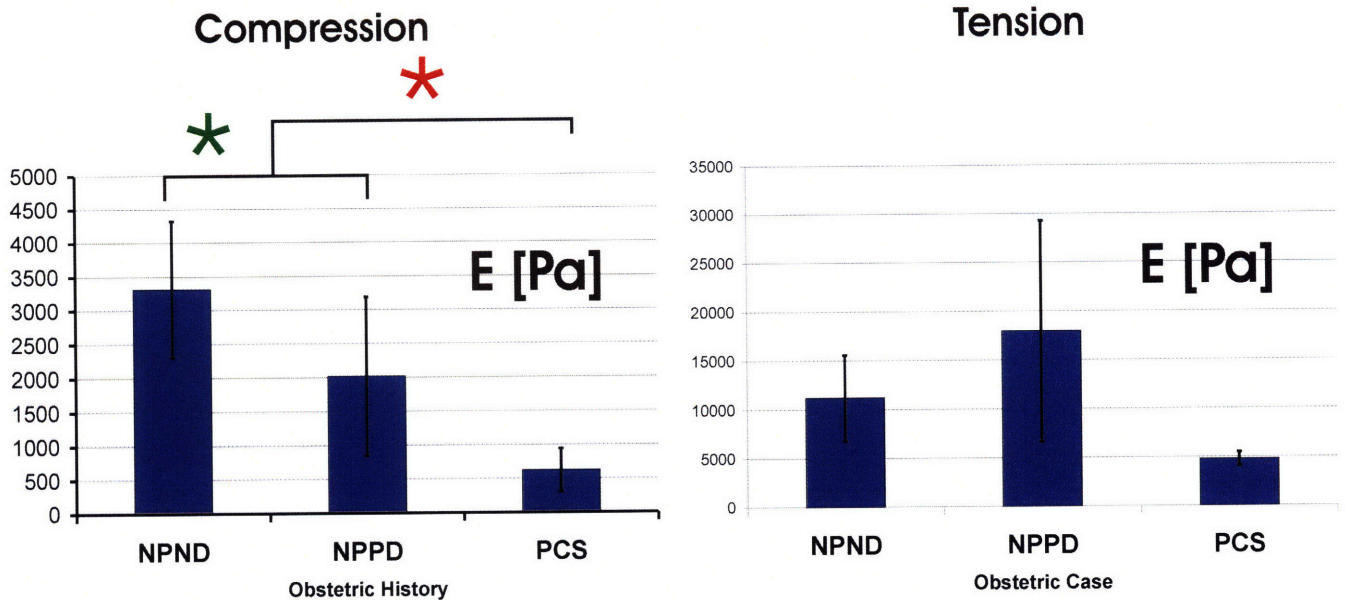 Compression
*
*
5000
4500
4000
3500
3000
2500
2000
1500
1000
500
0
E [Pa]
NPND NPPD PCS
Obstetric History
Tension
35000
30000
25000
20000
15000
10000
5000
0
E [Pa]
NPND NPPD PCS
Obstetric Case